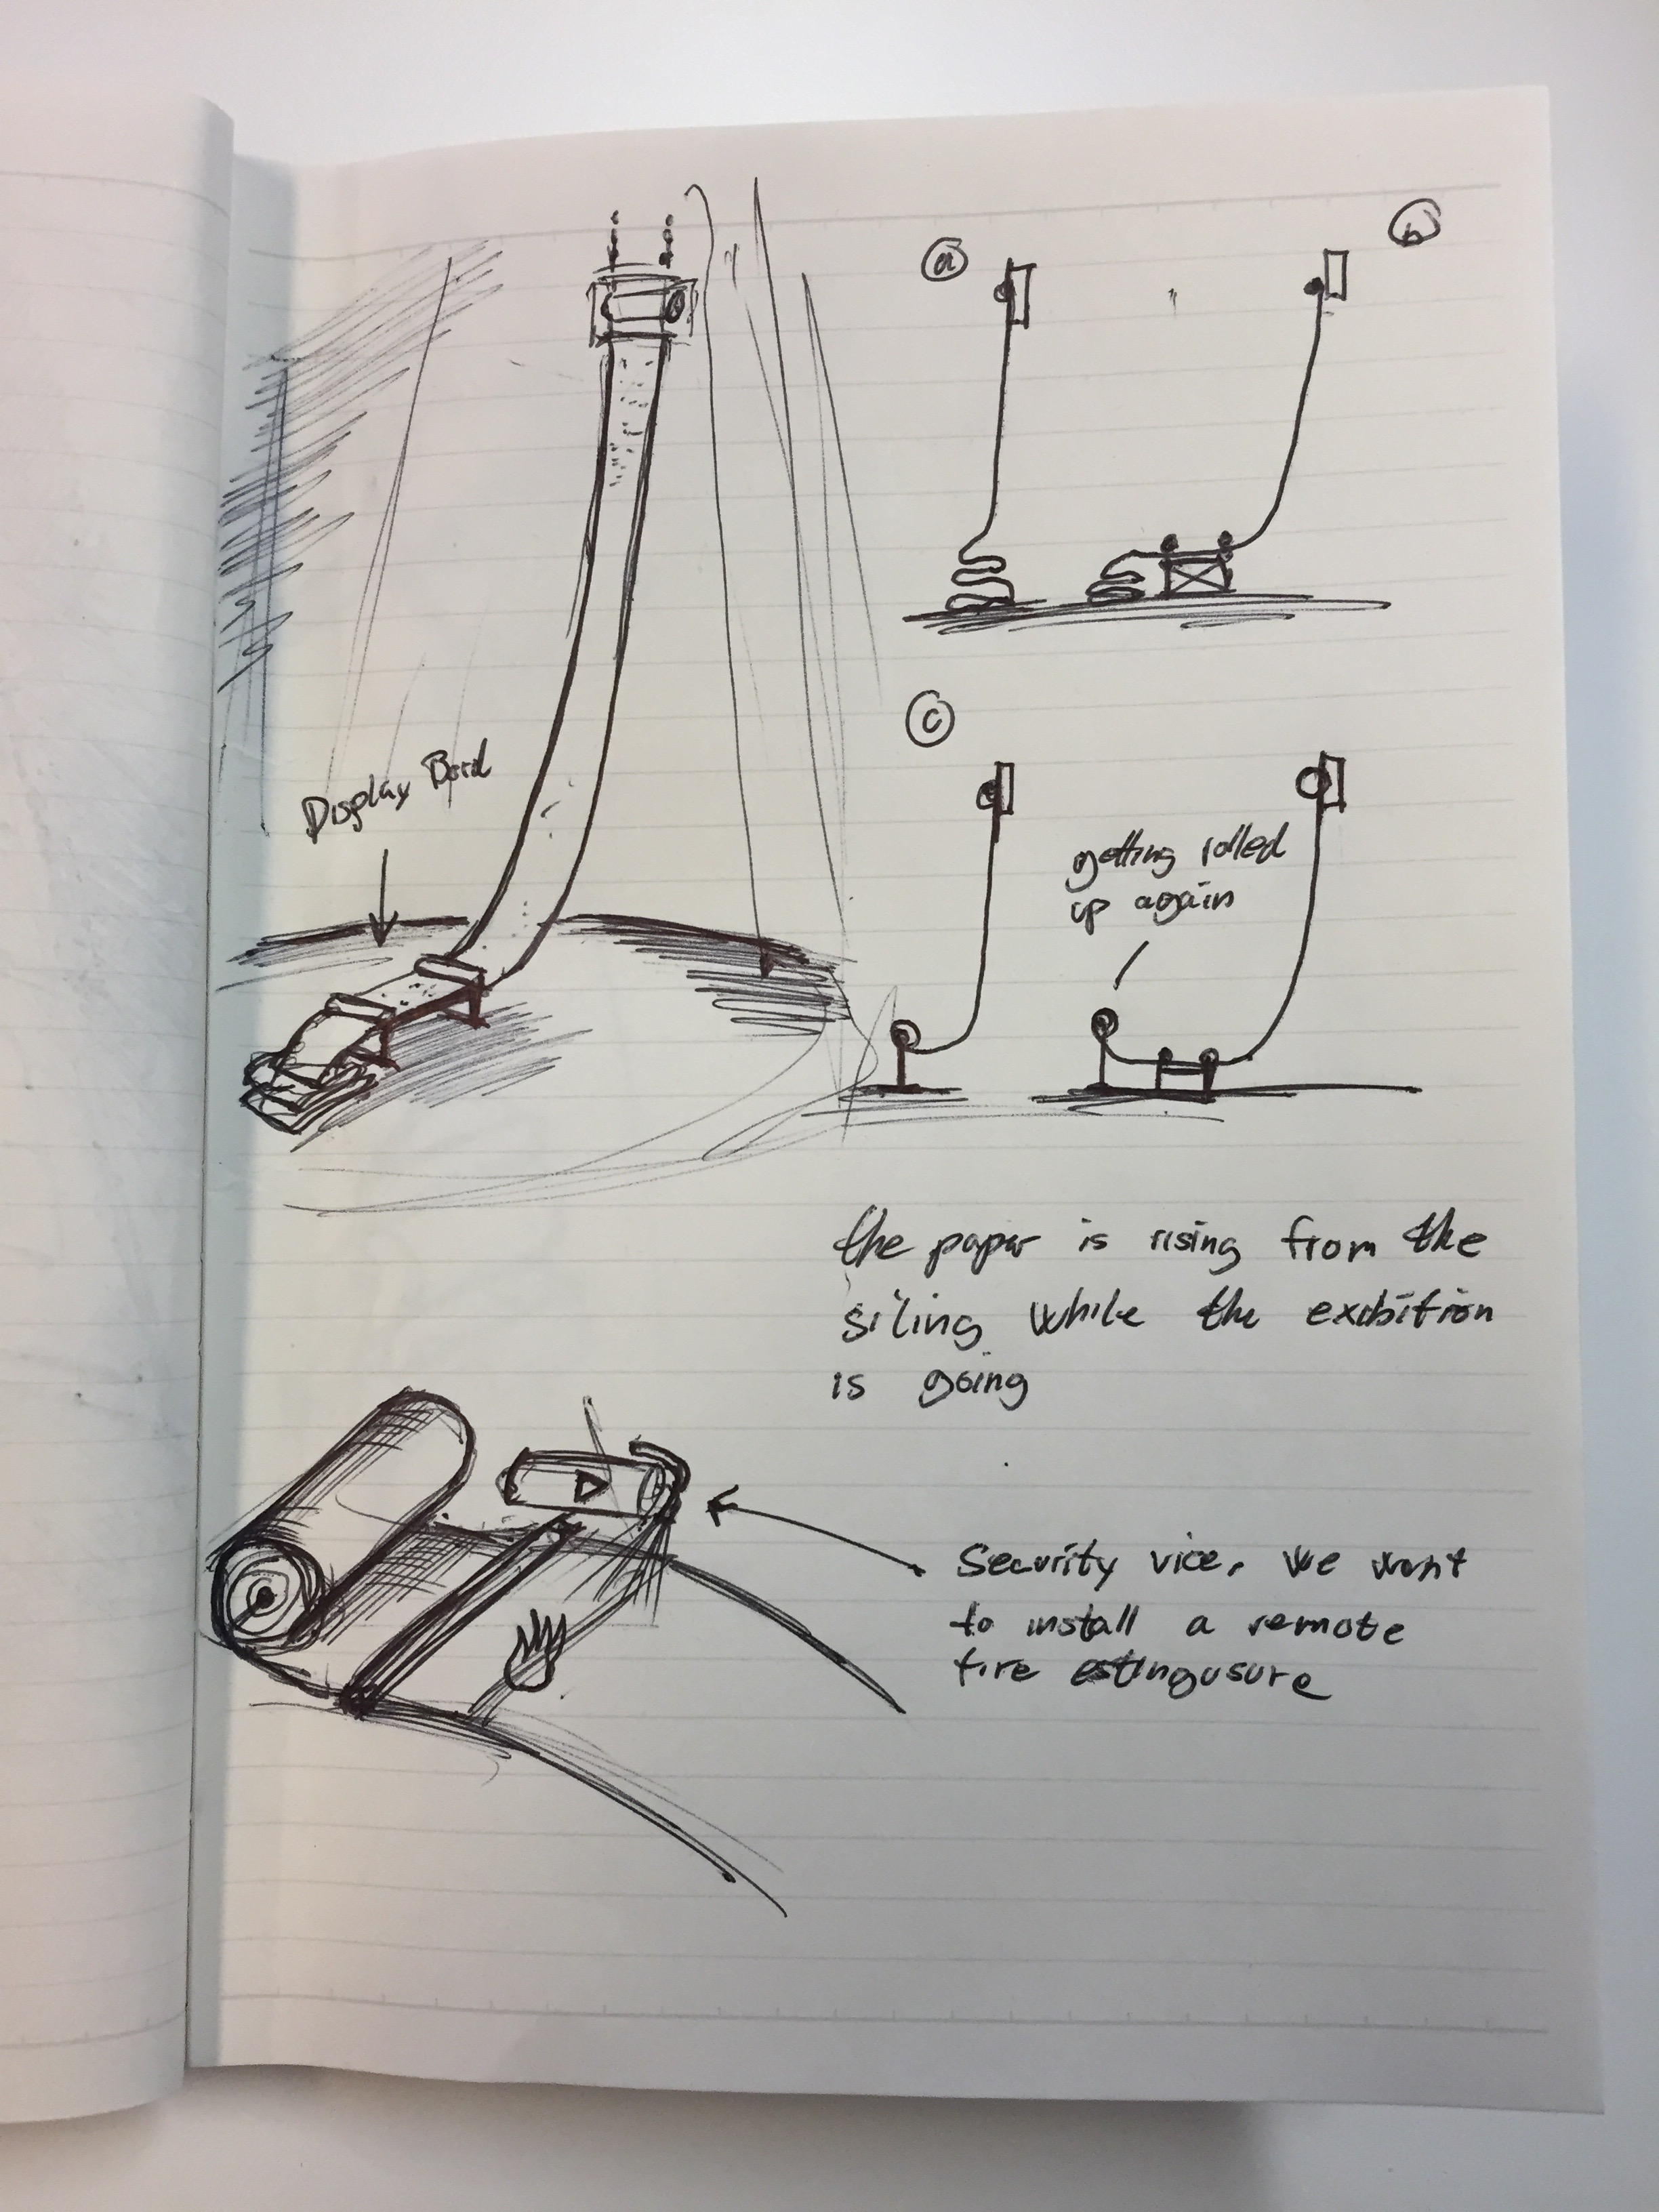 a
b
Display Bord
c
getting rolled
up again
the paper is rising from the
siling while the exibition
is going
Security vice, we want
to install a remote
fire estingusure